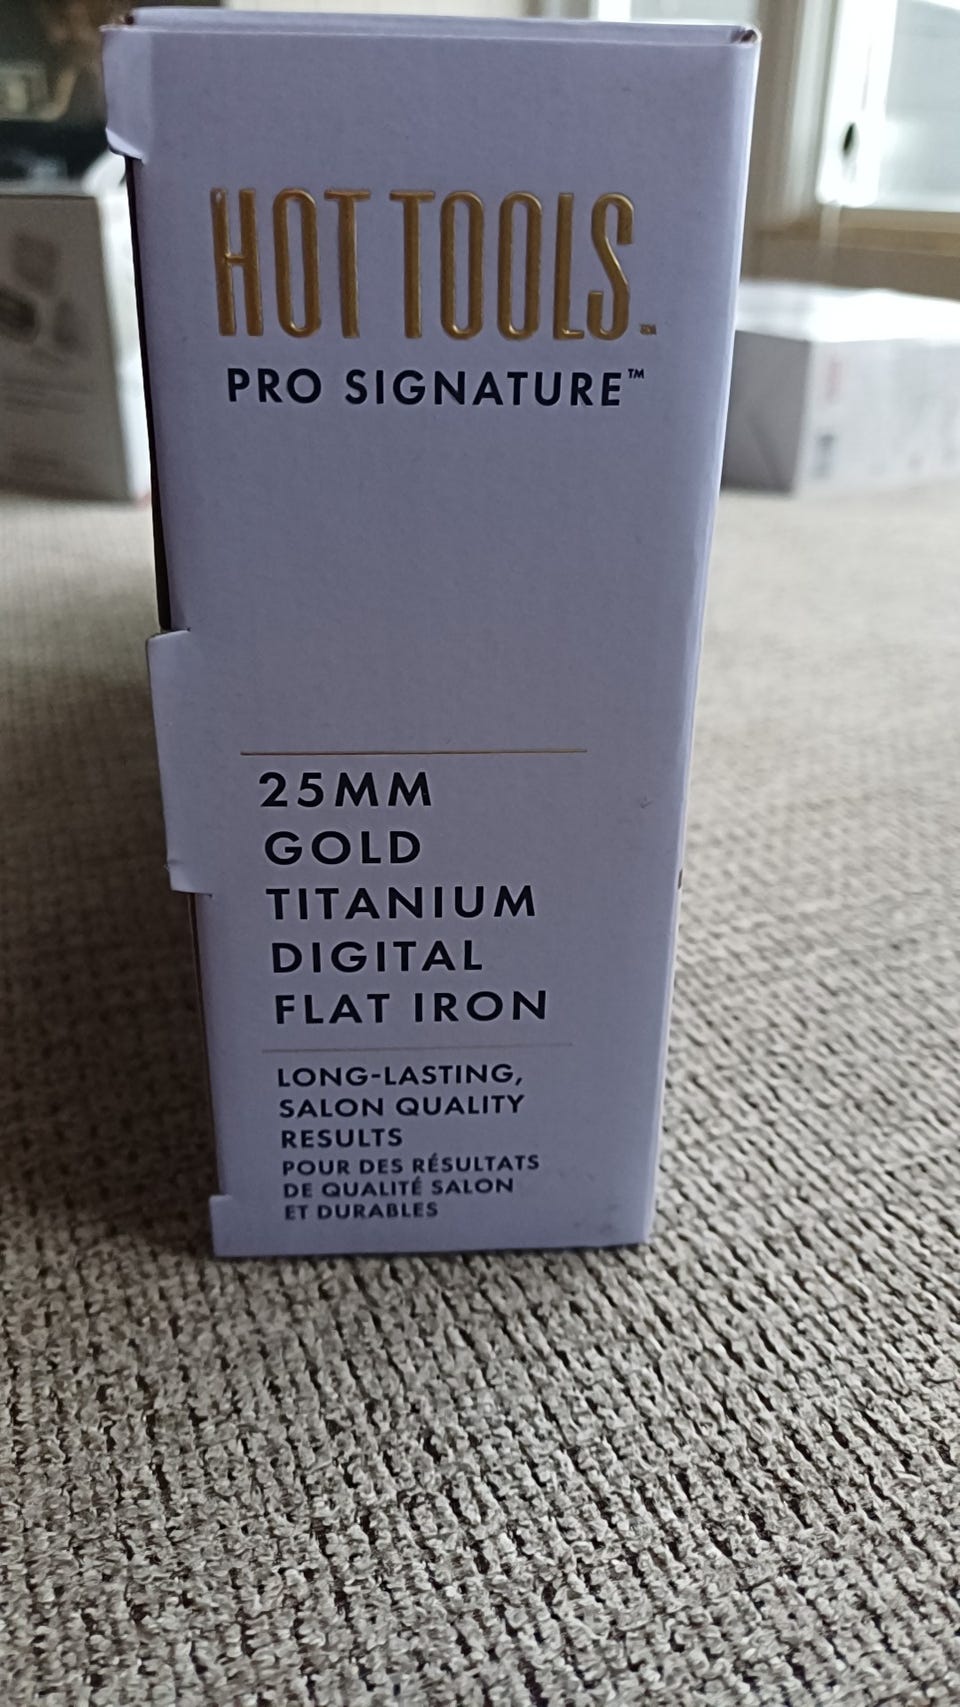 HOT TOOLS
PRO SIGNATURE™
25MM
GOLD
TITANIUM
DIGITAL
FLAT IRON
LONG-LASTING,
SALON QUALITY
RESULTS
POUR DES RÉSULTATS
DE QUALITÉ SALON
ET DURABLES